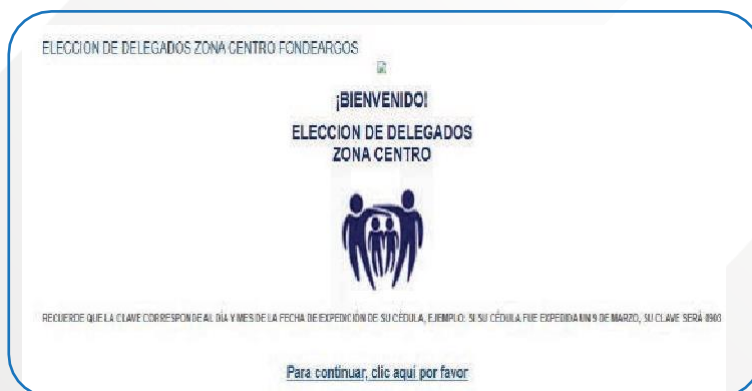 ELECCION DE DELEGADOS ZONA CENTRO FONDEARGOS
¡BIENVENIDO!
ELECCION DE DELEGADOS
ZONA CENTRO
RECUERDE QUE LA CLAVE CORRESPONDE AL DÍA Y MES DE LA FECHA DE EXPEDICIÓN DE SU CÉDULA, EJEMPLO: SI SU CÉDULA FUE EXPEDIDA UN 9 DE MARZO, SU CLAVE SERÁ 0903
Para continuar, clic aquí por favor